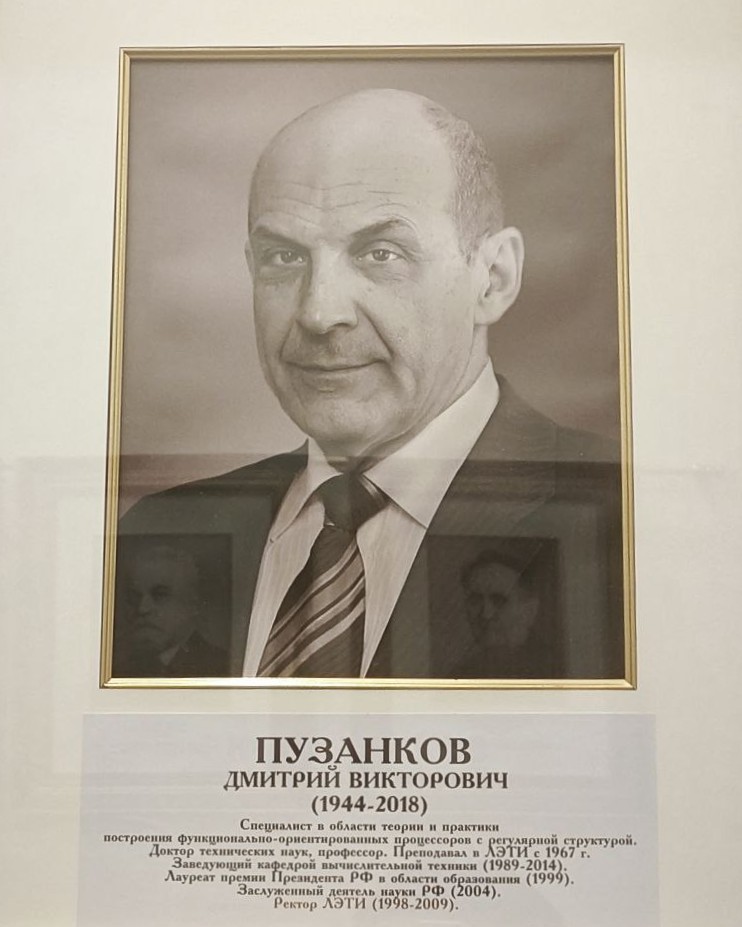 ПУЗАНКОВ
ДМИТРИЙ ВИКТОРОВИЧ
(1944-2018)
Специалист в области теории и практики
построения функционально-ориентированных процессоров с регулярной структурой.
Доктор технических наук, профессор. Преподавал в ЛЭТИ с 1967 г.
Заведующий кафедрой вычислительной техники (1989-2014).
Лауреат премии Президента РФ в области образования (1999).
Заслуженный деятель науки РФ (2004).
Ректор ЛЭТИ (1998-2009).